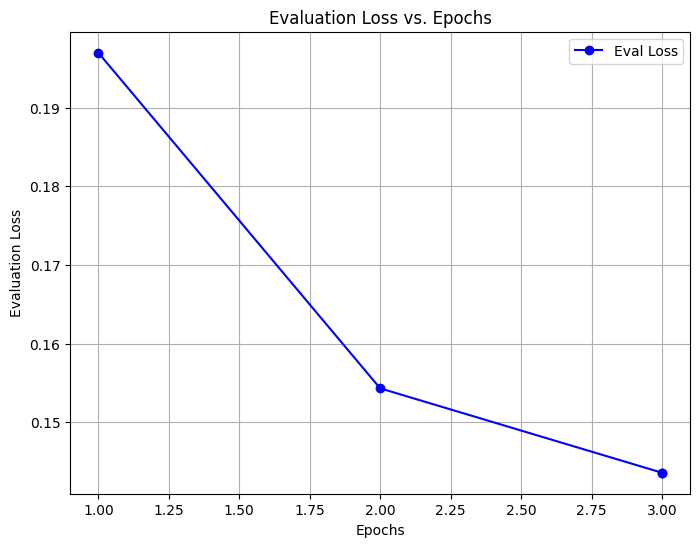 Evaluation Loss vs. Epochs
Eval Loss
0.19
0.18
0.17
0.16
0.15
Evaluation Loss
1.00 1.25 1.50 1.75 2.00 2.25 2.50 2.75 3.00
Epochs